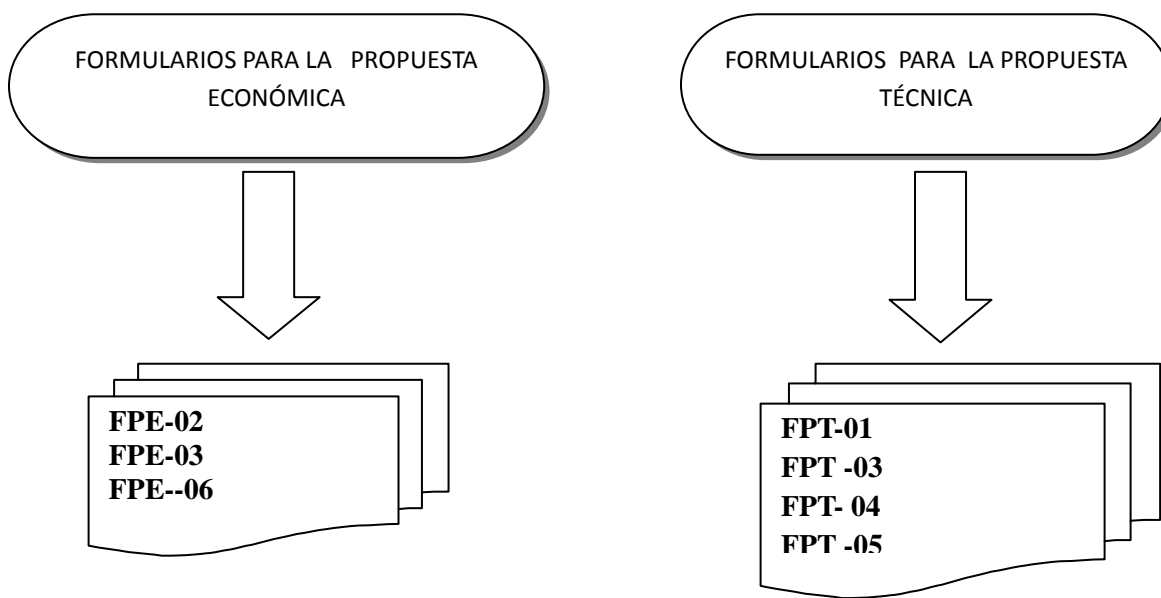 FORMULARIOS PARA LA PROPUESTA
ECONÓMICA
FORMULARIOS PARA LA PROPUESTA
TÉCNICA
FPE-02
FPE-03
FPE--06
FPT-01
FPT -03
FPT- 04
FPT -05